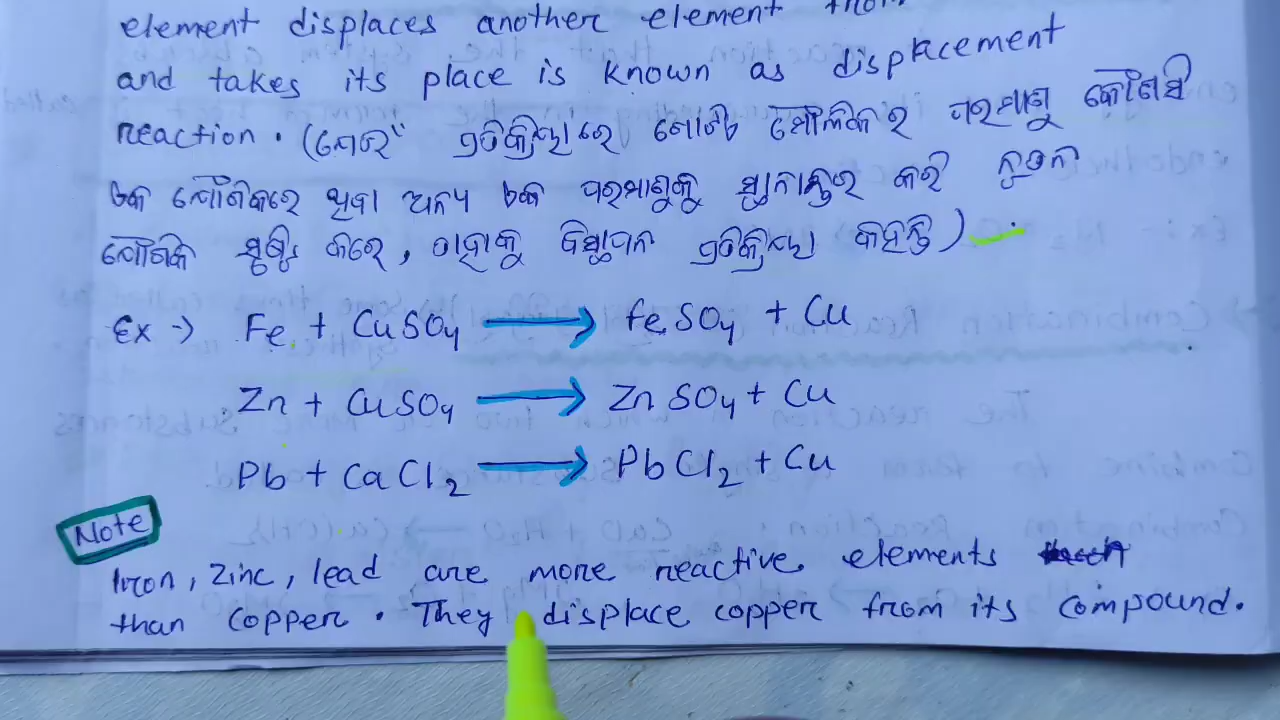 element displaces another element from
and takes its place is known as displacement
reaction. (ଯେଉଁ ପ୍ରତିକ୍ରିୟାରେ ଗୋଟିଏ ମୌଳିକର ପରମାଣୁ କୌଣସି
ଏକ ଯୌଗିକରେ ଥିବା ଅନ୍ୟ ଏକ ପରମାଣୁକୁ ସ୍ଥାନାନ୍ତର କରି ନୂତନ
ଯୌଗିକ ସୃଷ୍ଟି କରେ, ତାହାକୁ ବିସ୍ଥାପନ ପ୍ରତିକ୍ରିୟା କହନ୍ତି)
Ex → Fe + CuSO4 → FeSO4 + Cu
Zn + CuSO4 → ZnSO4 + Cu
Pb + CaCl2 → PbCl2 + Cu
Note
Iron, Zinc, lead are more reactive elements
than copper. They displace copper from its compound.